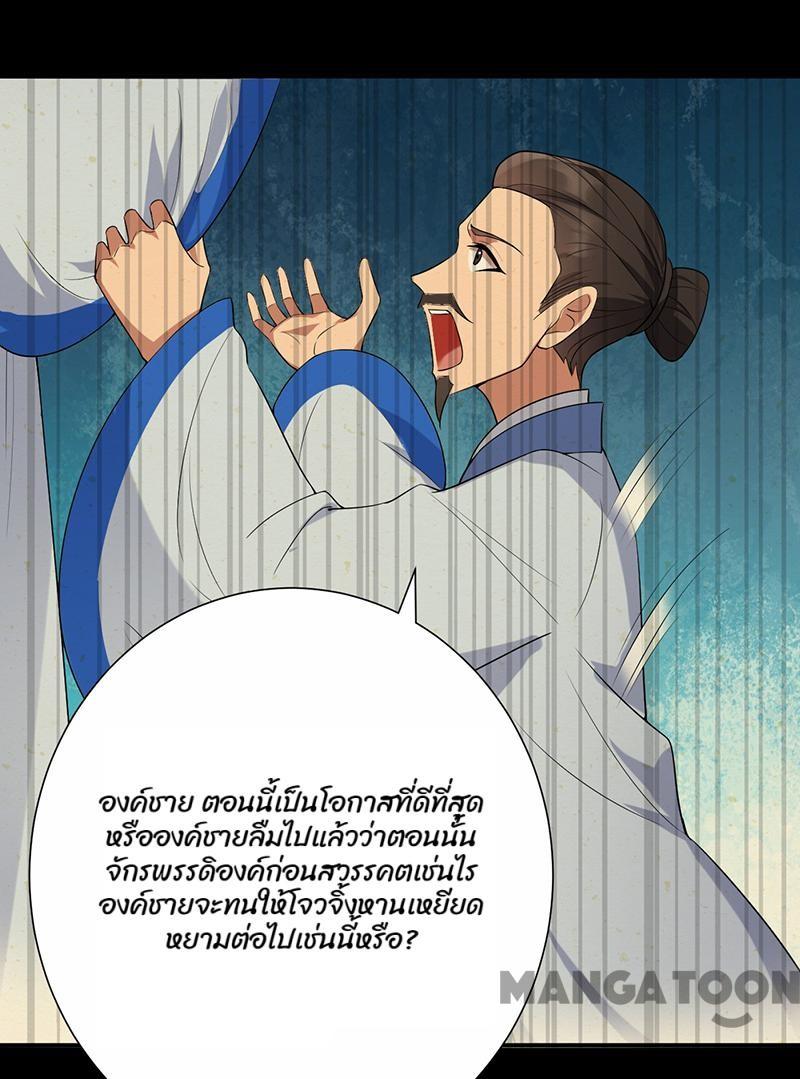 องค์ชาย ตอนนี้เป็นโอกาสที่ดีที่สุด
หรือองค์ชายลืมไปแล้วว่าตอนนั้น
จักรพรรดิองค์ก่อนสวรรคตเช่นไร
องค์ชายจะทนให้โจวจิ้งหานเหยียด
หยามต่อไปเช่นนี้หรือ?
MANGATOON